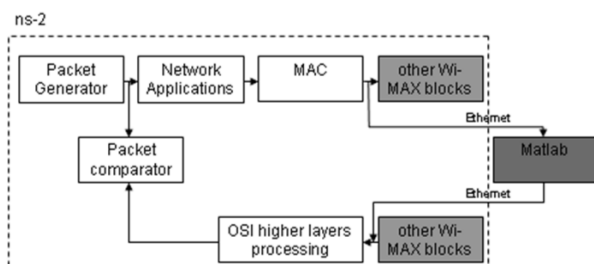 ns-2
Packet
Generator
Network
Applications
MAC
other Wi-
MAX blocks
Ethernet
Packet
comparator
Matlab
Ethernet
OSI higher layers
processing
other Wi-
MAX blocks